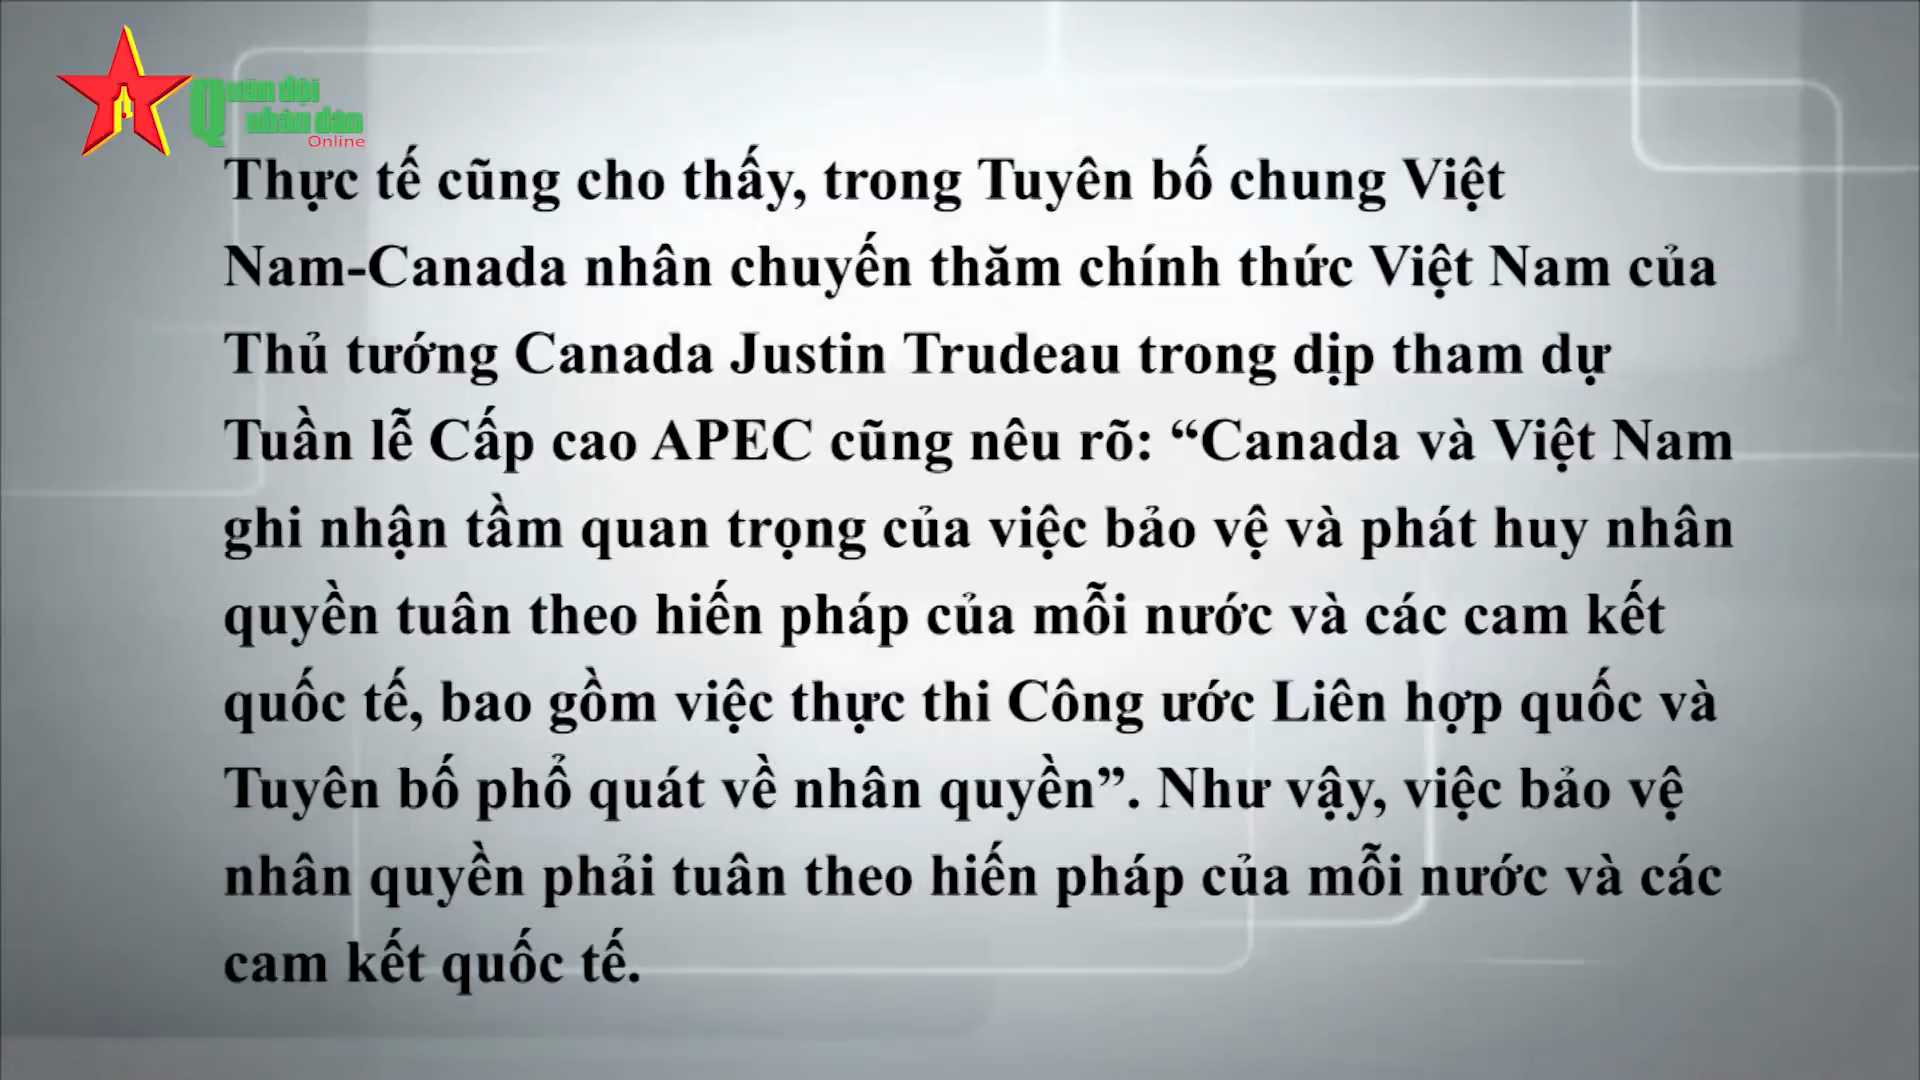 Quân đội
nhân dân
Online
Thực tế cũng cho thấy, trong Tuyên bố chung Việt
Nam-Canada nhân chuyến thăm chính thức Việt Nam của
Thủ tướng Canada Justin Trudeau trong dịp tham dự
Tuần lễ Cấp cao APEC cũng nêu rõ: “Canada và Việt Nam
ghi nhận tầm quan trọng của việc bảo vệ và phát huy nhân
quyền tuân theo hiến pháp của mỗi nước và các cam kết
quốc tế, bao gồm việc thực thi Công ước Liên hợp quốc và
Tuyên bố phổ quát về nhân quyền”. Như vậy, việc bảo vệ
nhân quyền phải tuân theo hiến pháp của mỗi nước và các
cam kết quốc tế.